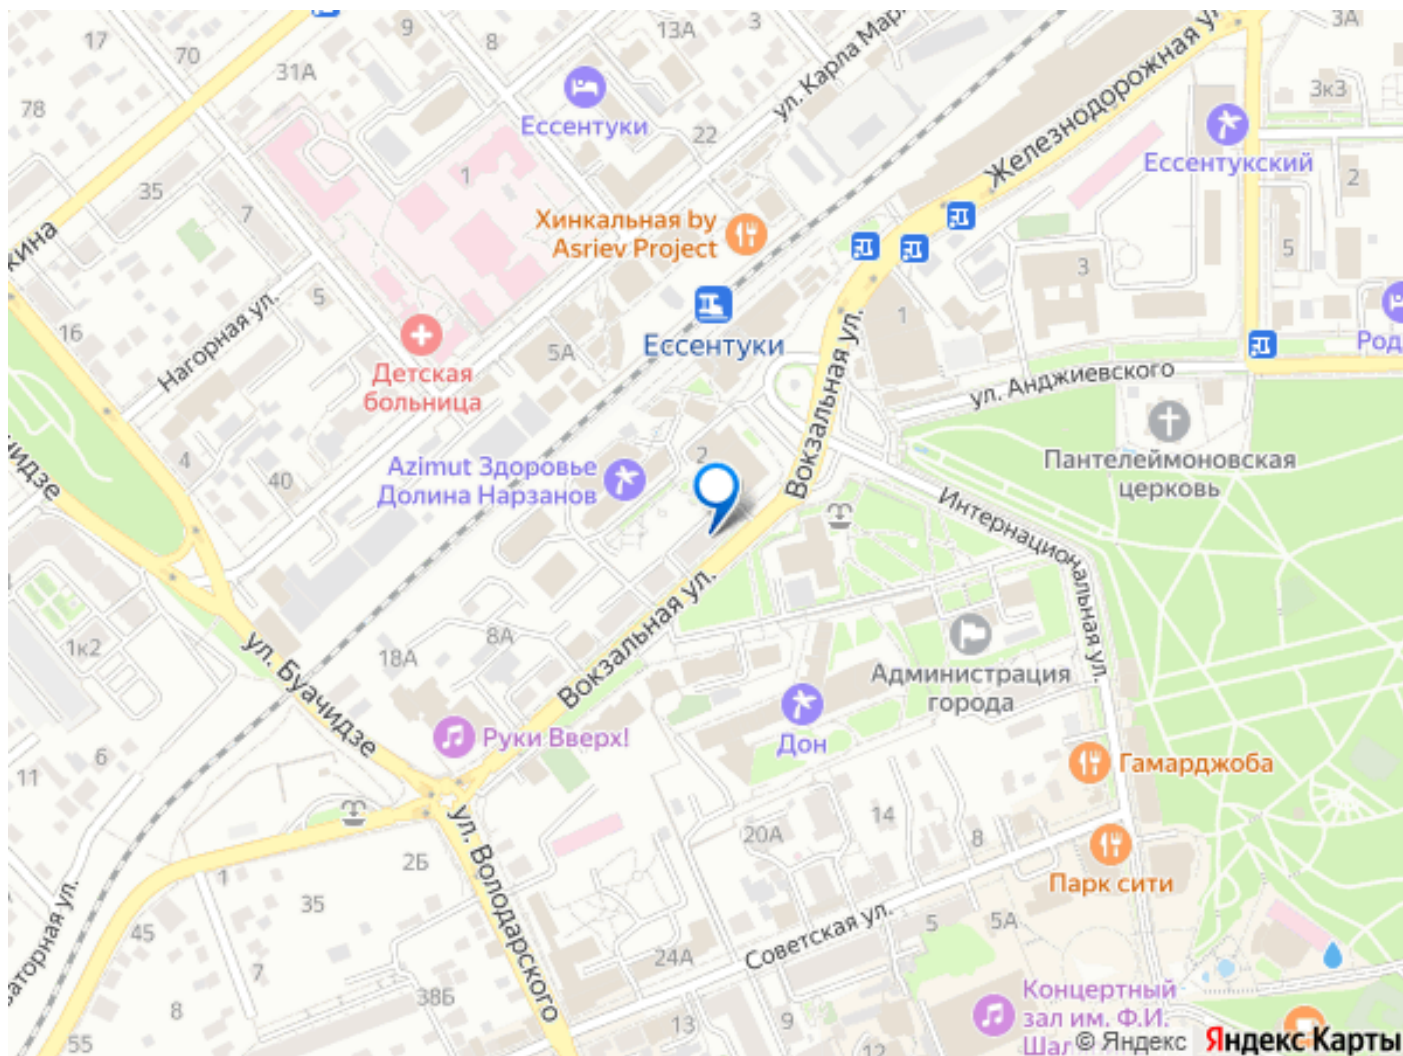 17
70
31А
78
9
8
13А
3
ул. Карла Мар
Железнодорожная ул
3А
3к3
Ессентуки
22
1
Ессентукский
2
35
7
Хинкальная by
Asriev Project
5
3
кина
5
16
Нагорная ул.
Ессентуки
5А
1
Детская
больница
Вокзальная ул.
ул. Анджиевского
Род
4
40
Azimut Здоровье
Долина Нарзанов
2
Пантелеймоновская
церковь
чидзе
Интернациональная ул.
Вокзальная ул.
1к2
ул. Буачидзе
18А
8А
Администрация
города
Руки Вверх!
Дон
Гамарджоба
11
6
ул. Володарского
2Б
1
20А
14
8
Парк сити
35
45
Советская ул.
5
5А
аторная ул.
7
24А
38Б
8
55
13
9
12
Концертный
зал им. Ф.И.
Шал
© Яндекс
Яндекс Карты